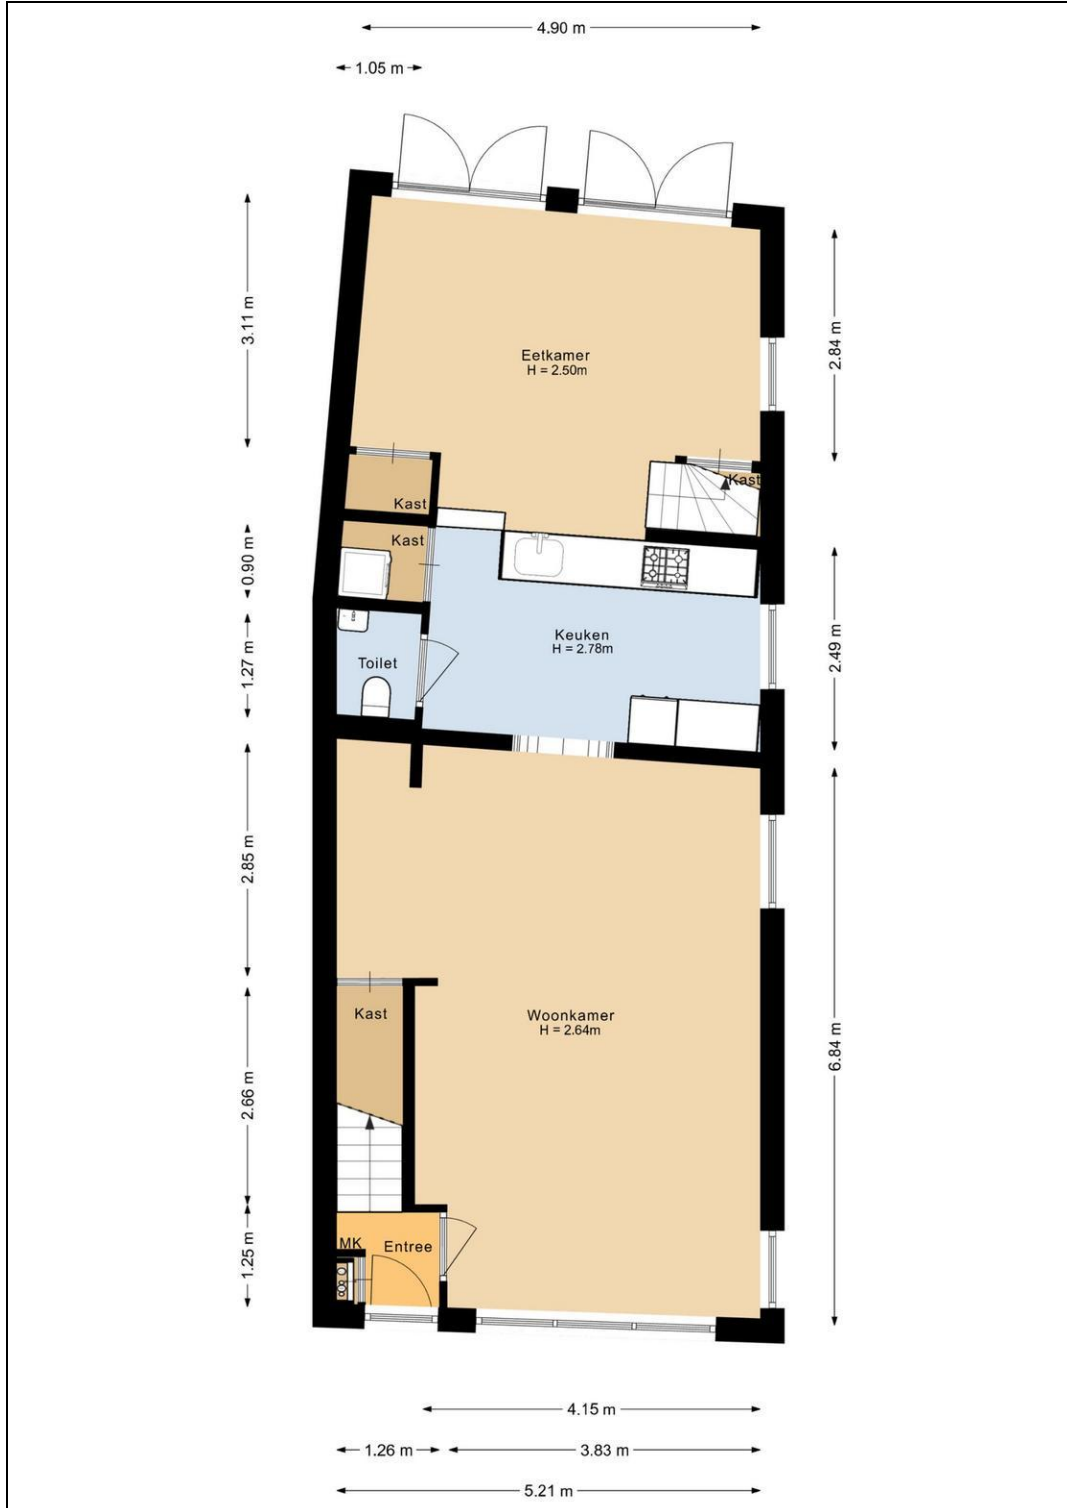 4.90 m
1.05 m
3.11 m
2.84 m
Eetkamer
H = 2.50m
Kast
Kast
Kast
0.90 m
Keuken
H = 2.78m
2.49 m
1.27 m
Toilet
2.85 m
Kast
Woonkamer
H = 2.64m
6.84 m
2.66 m
MK
Entree
1.25 m
4.15 m
1.26 m
3.83 m
5.21 m